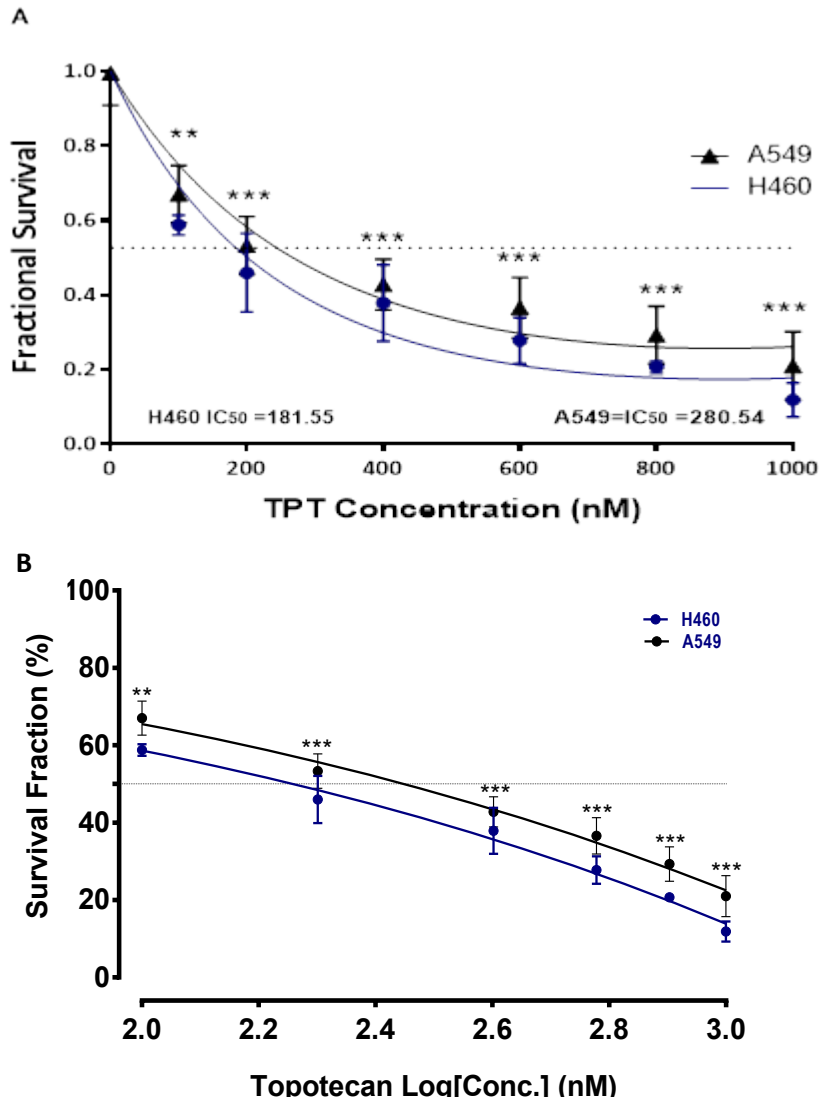 A
1.0
0.8
0.6
0.4
0.2
0.0
Fractional Survival
**
***
***
***
***
***
A549
H460
H460 IC50 =181.55
A549=IC50 =280.54
0 200 400 600 800 1000
TPT Concentration (nM)
B
100
80
60
40
20
0
Survival Fraction (%)
**
***
***
***
***
***
H460
A549
2.0 2.2 2.4 2.6 2.8 3.0
Topotecan Log[Conc.] (nM)